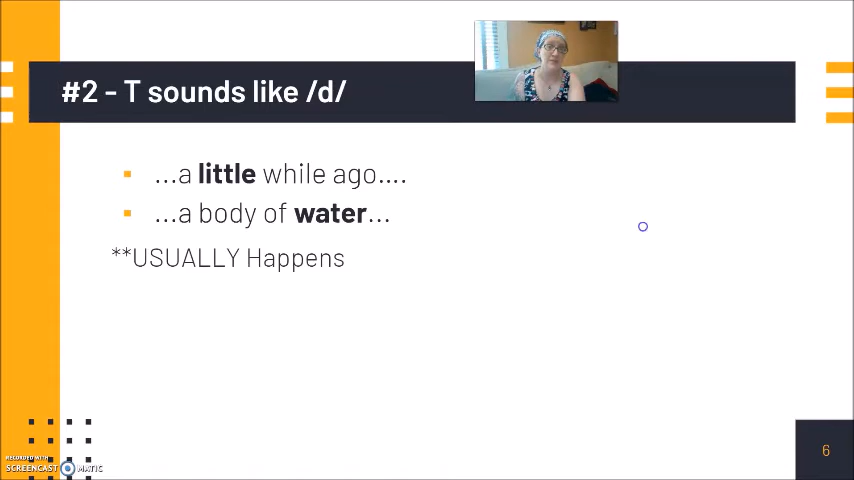 #2 - T sounds like /d/
...a little while ago....
...a body of water...
**USUALLY Happens
6
RECORDED WITH
SCREENCAST MATIC